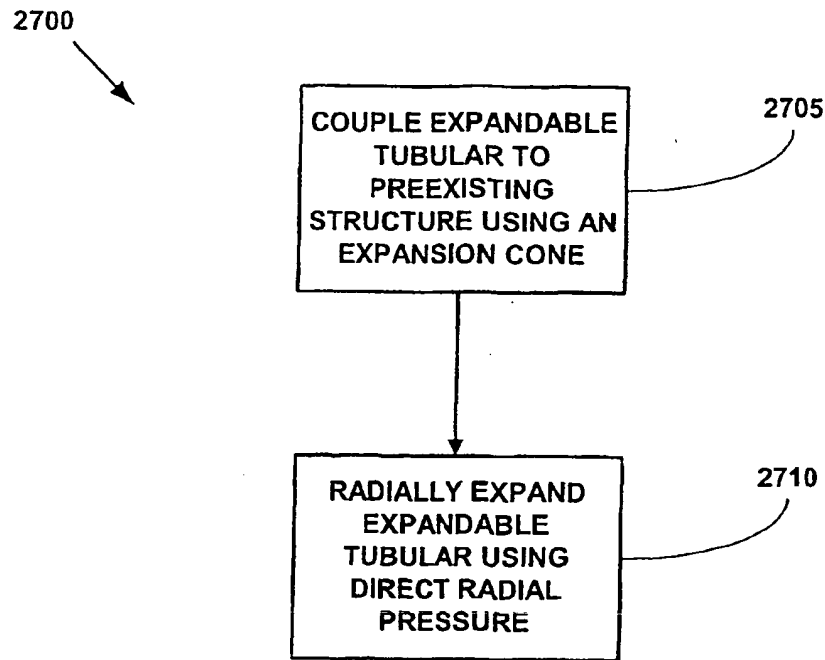 2700
COUPLE EXPANDABLE
TUBULAR TO
PREEXISTING
STRUCTURE USING AN
EXPANSION CONE
2705
RADIALLY EXPAND
EXPANDABLE
TUBULAR USING
DIRECT RADIAL
PRESSURE
2710